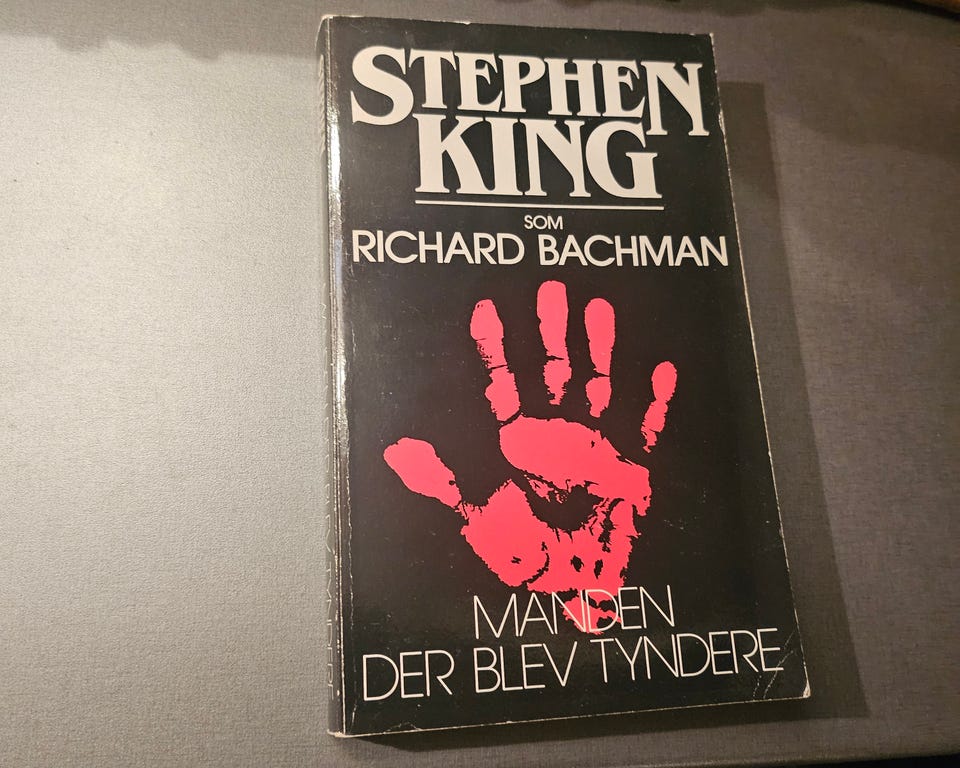 STEPHEN
KING
SOM
RICHARD BACHMAN
MANDEN
DER BLEV TYNDERE